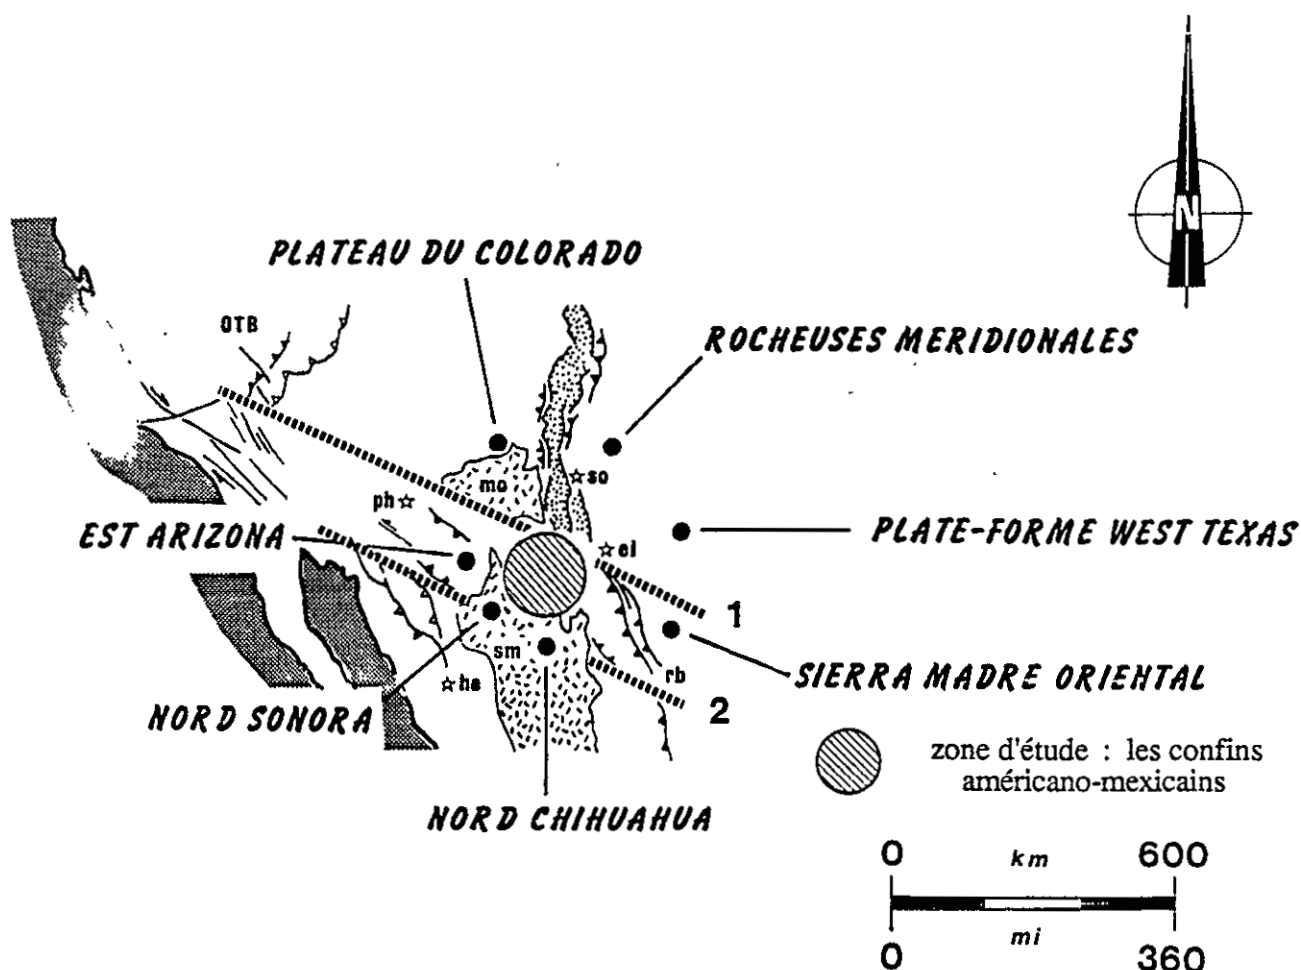 N
PLATEAU DU COLORADO
OTB
ROCHEUSES MERIDIONALES
mo
so
ph
EST ARIZONA
PLATE-FORME WEST TEXAS
el
1
sm
rb
he
SIERRA MADRE ORIENTAL
2
NORD SONORA
zone d'étude : les confins
américano-mexicains
NORD CHIHUAHUA
0 km 600
mi
0 360